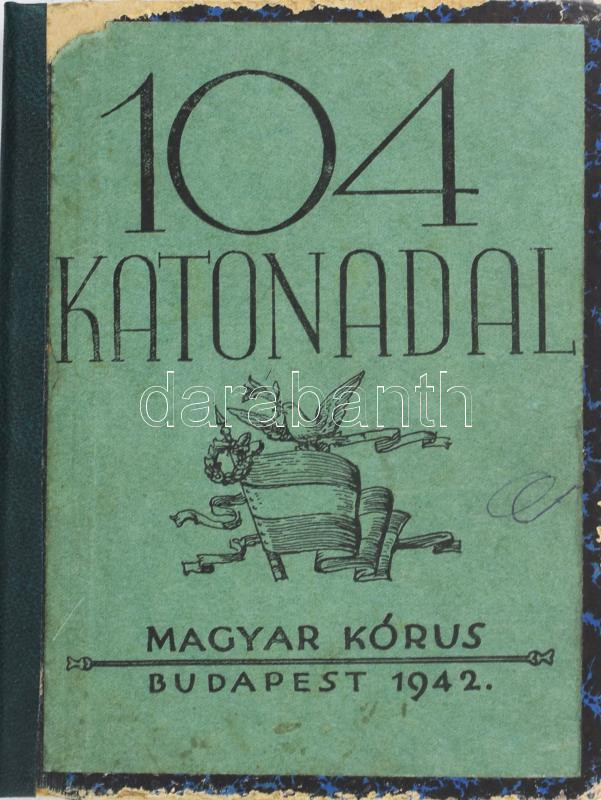 104
KATONADAL
darabanth
MAGYAR KÓRUS
BUDAPEST 1942.